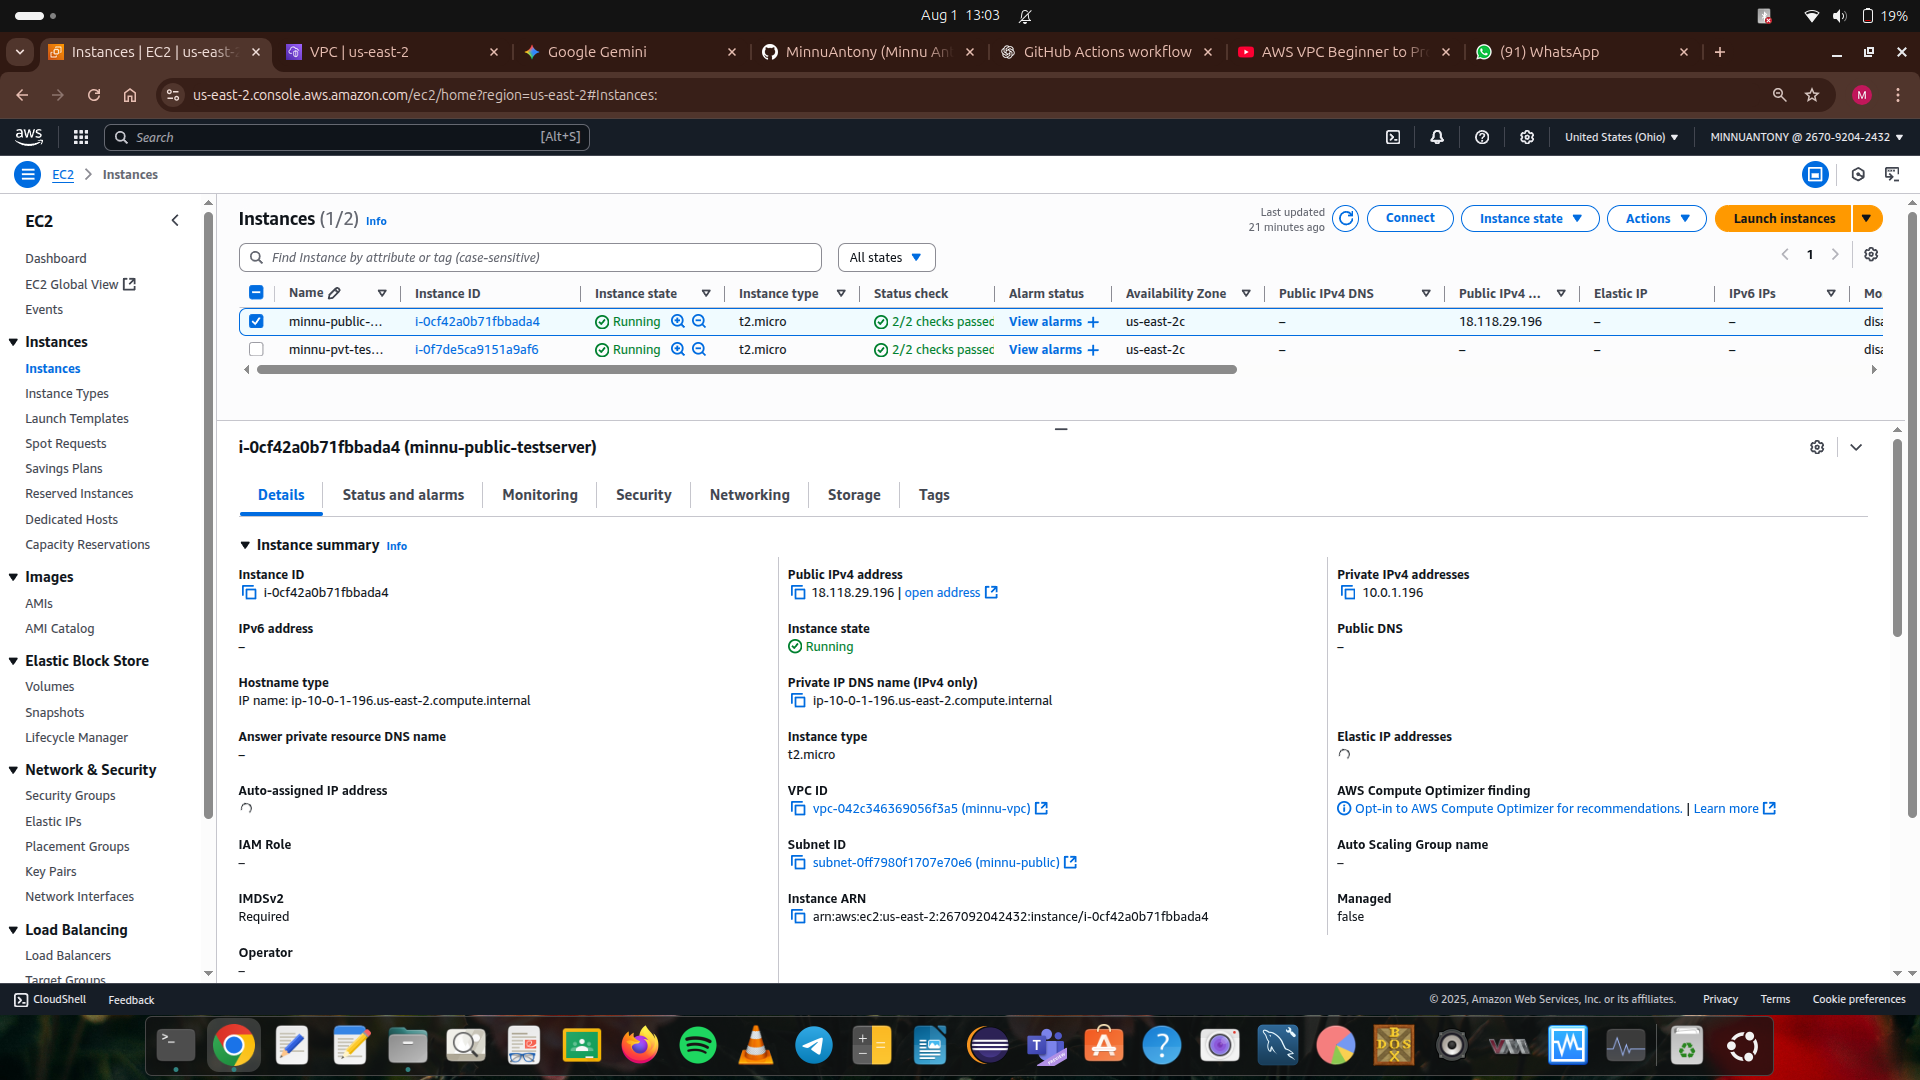 Aug 1 13:03
19%
Instances | EC2 | us-east-2
VPC | us-east-2
Google Gemini
MinnuAntony (Minnu An
GitHub Actions workflow
AWS VPC Beginner to Pr
(91) WhatsApp
us-east-2.console.aws.amazon.com/ec2/home?region=us-east-2#Instances:
M
aws
Search [Alt+S]
United States (Ohio)
MINNUANTONY @ 2670-9204-2432
EC2 Instances
EC2
Dashboard
EC2 Global View
Events
Instances
Instances
Instance Types
Launch Templates
Spot Requests
Savings Plans
Reserved Instances
Dedicated Hosts
Capacity Reservations
Images
AMIs
AMI Catalog
Elastic Block Store
Volumes
Snapshots
Lifecycle Manager
Network & Security
Security Groups
Elastic IPs
Placement Groups
Key Pairs
Network Interfaces
Load Balancing
Load Balancers
Target Groups
Instances (1/2) Info
Last updated
21 minutes ago
Connect
Instance state
Actions
Launch instances
Find Instance by attribute or tag (case-sensitive)
All states
1
Name Instance ID Instance state Instance type Status check Alarm status Availability Zone Public IPv4 DNS Public IPv4 ... Elastic IP IPv6 IPs Mo
minnu-public-... i-0cf42a0b71fbbada4 Running t2.micro 2/2 checks passed View alarms + us-east-2c – 18.118.29.196 – – disa
minnu-pvt-tes... i-0f7de5ca9151a9af6 Running t2.micro 2/2 checks passed View alarms + us-east-2c – – – – disa
i-0cf42a0b71fbbada4 (minnu-public-testserver)
Details
Status and alarms
Monitoring
Security
Networking
Storage
Tags
Instance summary Info
Instance ID
i-0cf42a0b71fbbada4
IPv6 address
–
Hostname type
IP name: ip-10-0-1-196.us-east-2.compute.internal
Answer private resource DNS name
–
Auto-assigned IP address
IAM Role
–
IMDSv2
Required
Operator
–
Public IPv4 address
18.118.29.196 | open address
Instance state
Running
Private IP DNS name (IPv4 only)
ip-10-0-1-196.us-east-2.compute.internal
Instance type
t2.micro
VPC ID
vpc-042c346369056f3a5 (minnu-vpc)
Subnet ID
subnet-0ff7980f1707e70e6 (minnu-public)
Instance ARN
arn:aws:ec2:us-east-2:267092042432:instance/i-0cf42a0b71fbbada4
Private IPv4 addresses
10.0.1.196
Public DNS
–
Elastic IP addresses
AWS Compute Optimizer finding
Opt-in to AWS Compute Optimizer for recommendations. | Learn more
Auto Scaling Group name
–
Managed
false
CloudShell
Feedback
© 2025, Amazon Web Services, Inc. or its affiliates.
Privacy
Terms
Cookie preferences